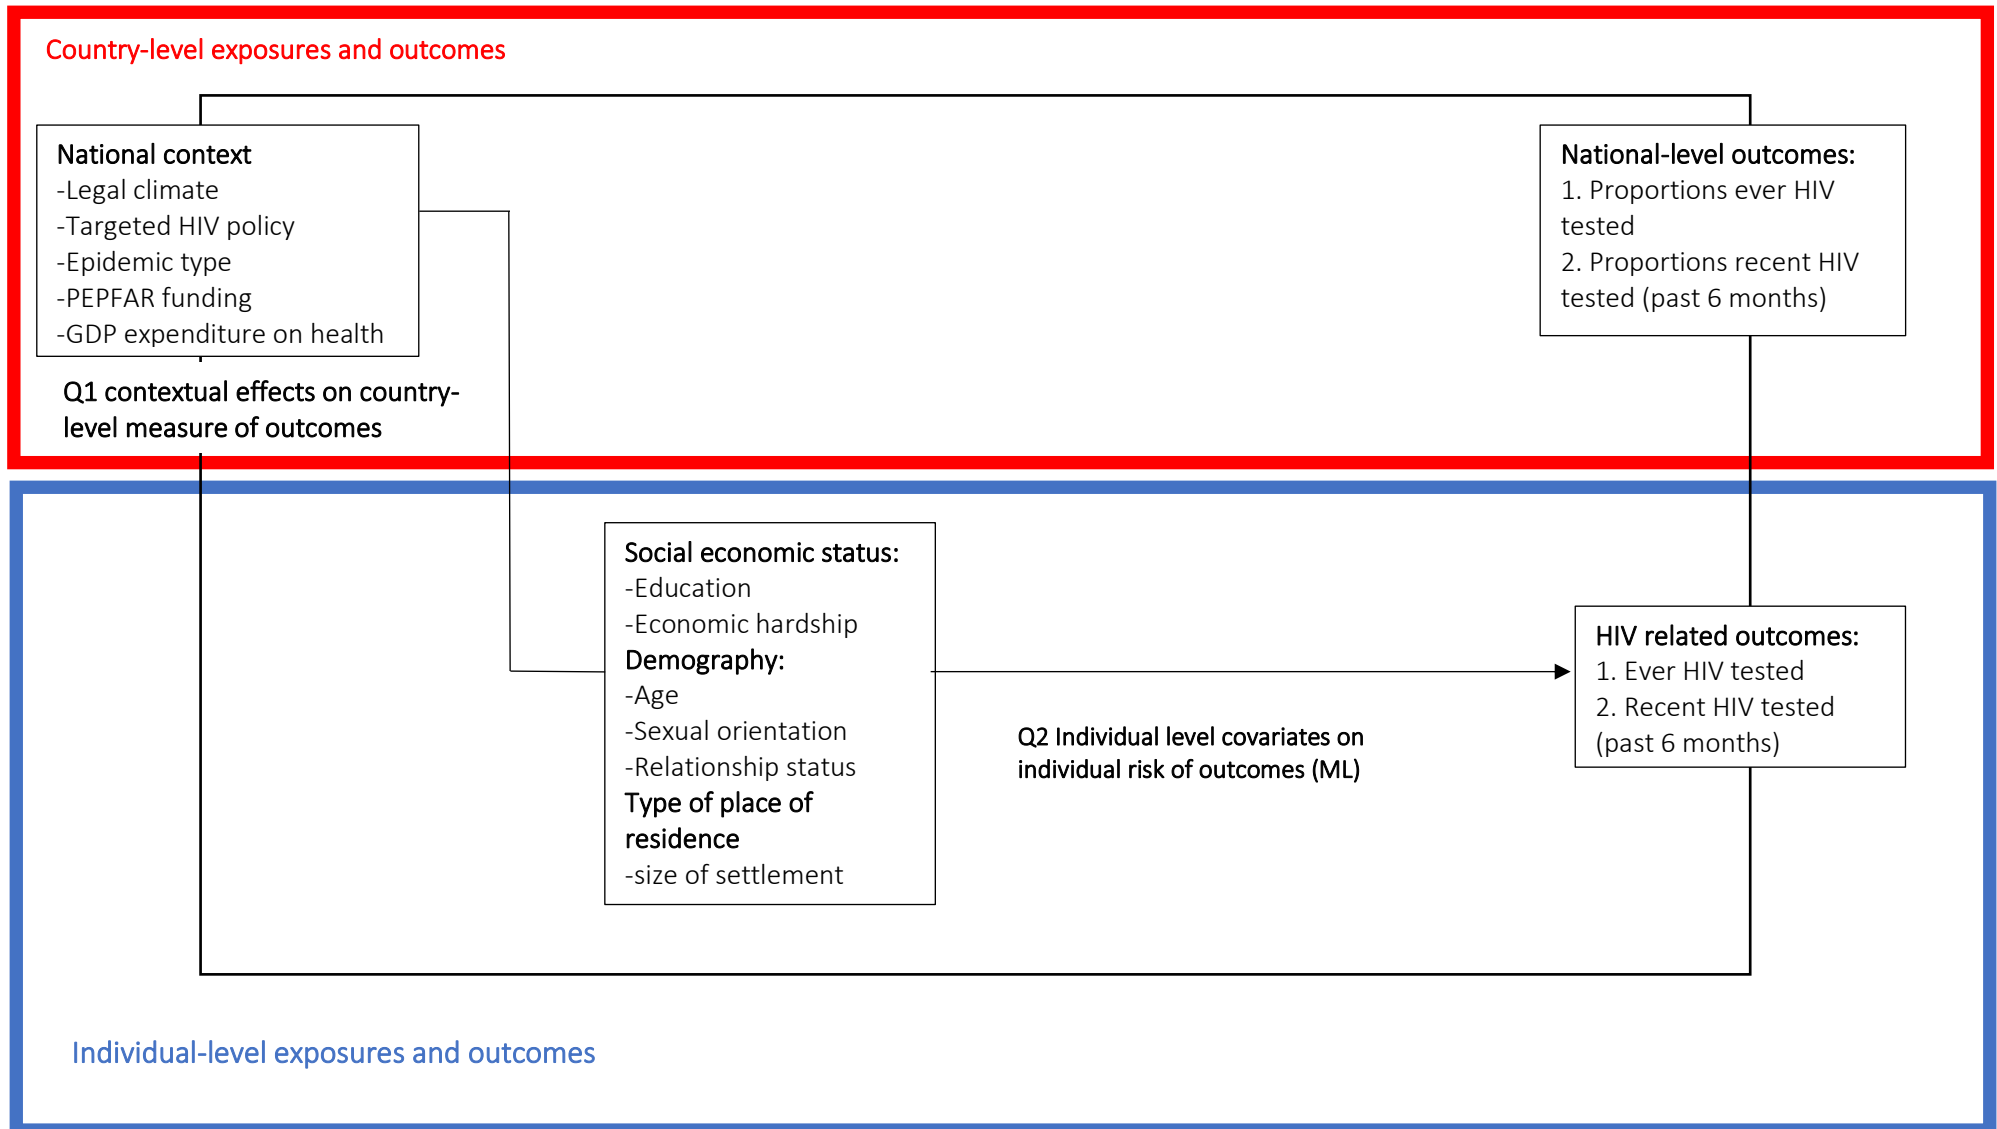 Country-level exposures and outcomes
National context
-Legal climate
-Targeted HIV policy
-Epidemic type
-PEPFAR funding
-GDP expenditure on health
National-level outcomes:
1. Proportions ever HIV
tested
2. Proportions recent HIV
tested (past 6 months)
Q1 contextual effects on country-
level measure of outcomes
Social economic status:
-Education
-Economic hardship
Demography:
-Age
-Sexual orientation
-Relationship status
Type of place of
residence
-size of settlement
Q2 Individual level covariates on
individual risk of outcomes (ML)
HIV related outcomes:
1. Ever HIV tested
2. Recent HIV tested
(past 6 months)
Individual-level exposures and outcomes